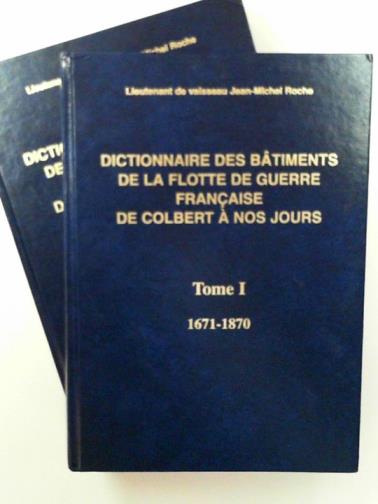 Lieutenant de vaisseau Jean-Michel Roche
DICTIONNAIRE DES BÂTIMENTS
DE LA FLOTTE DE GUERRE
FRANÇAISE
DE COLBERT À NOS JOURS
Tome I
1671-1870